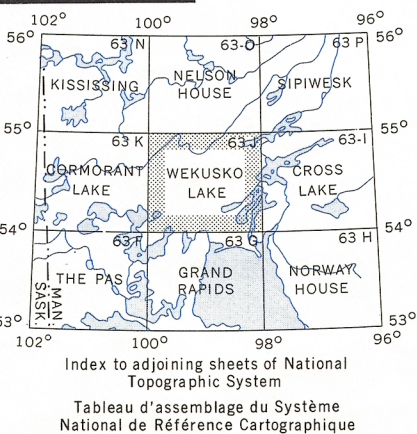 102° 100° 98° 96°
56° 63 N 63-O 63 P 56°
KISSISSING
NELSON
HOUSE
SIPIWESK
55° 63 K 63-J 63-I 55°
CORMORANT
LAKE
WEKUSKO
LAKE
CROSS
LAKE
54° 63 F 63 G 63 H 54°
THE PAS
GRAND
RAPIDS
NORWAY
HOUSE
SASK. MAN.
53° 53°
102° 100° 98° 96°
Index to adjoining sheets of National
Topographic System
Tableau d'assemblage du Système
National de Référence Cartographique